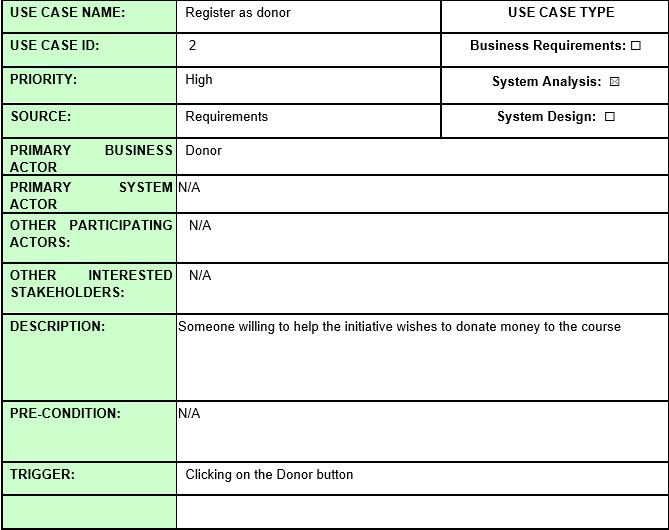 USE CASE NAME: Register as donor USE CASE TYPE
USE CASE ID: 2 Business Requirements: ☐
PRIORITY: High System Analysis: ☒
SOURCE: Requirements System Design: ☐
PRIMARY BUSINESS Donor
ACTOR
PRIMARY SYSTEM N/A
ACTOR
OTHER PARTICIPATING N/A
ACTORS:
OTHER INTERESTED N/A
STAKEHOLDERS:
DESCRIPTION: Someone willing to help the initiative wishes to donate money to the course
PRE-CONDITION: N/A
TRIGGER: Clicking on the Donor button